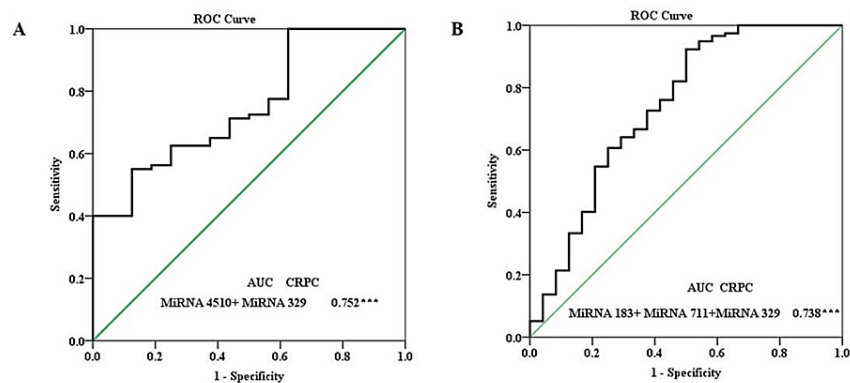 A
ROC Curve
1.0
0.8
0.6
0.4
0.2
0.0
Sensitivity
AUC CRPC
MiRNA 4510+ MiRNA 329 0.752***
0.0 0.2 0.4 0.6 0.8 1.0
1 - Specificity
B
ROC Curve
1.0
0.8
0.6
0.4
0.2
0.0
Sensitivity
AUC CRPC
MiRNA 183+ MiRNA 711+MiRNA 329 0.738***
0.0 0.2 0.4 0.6 0.8 1.0
1 - Specificity